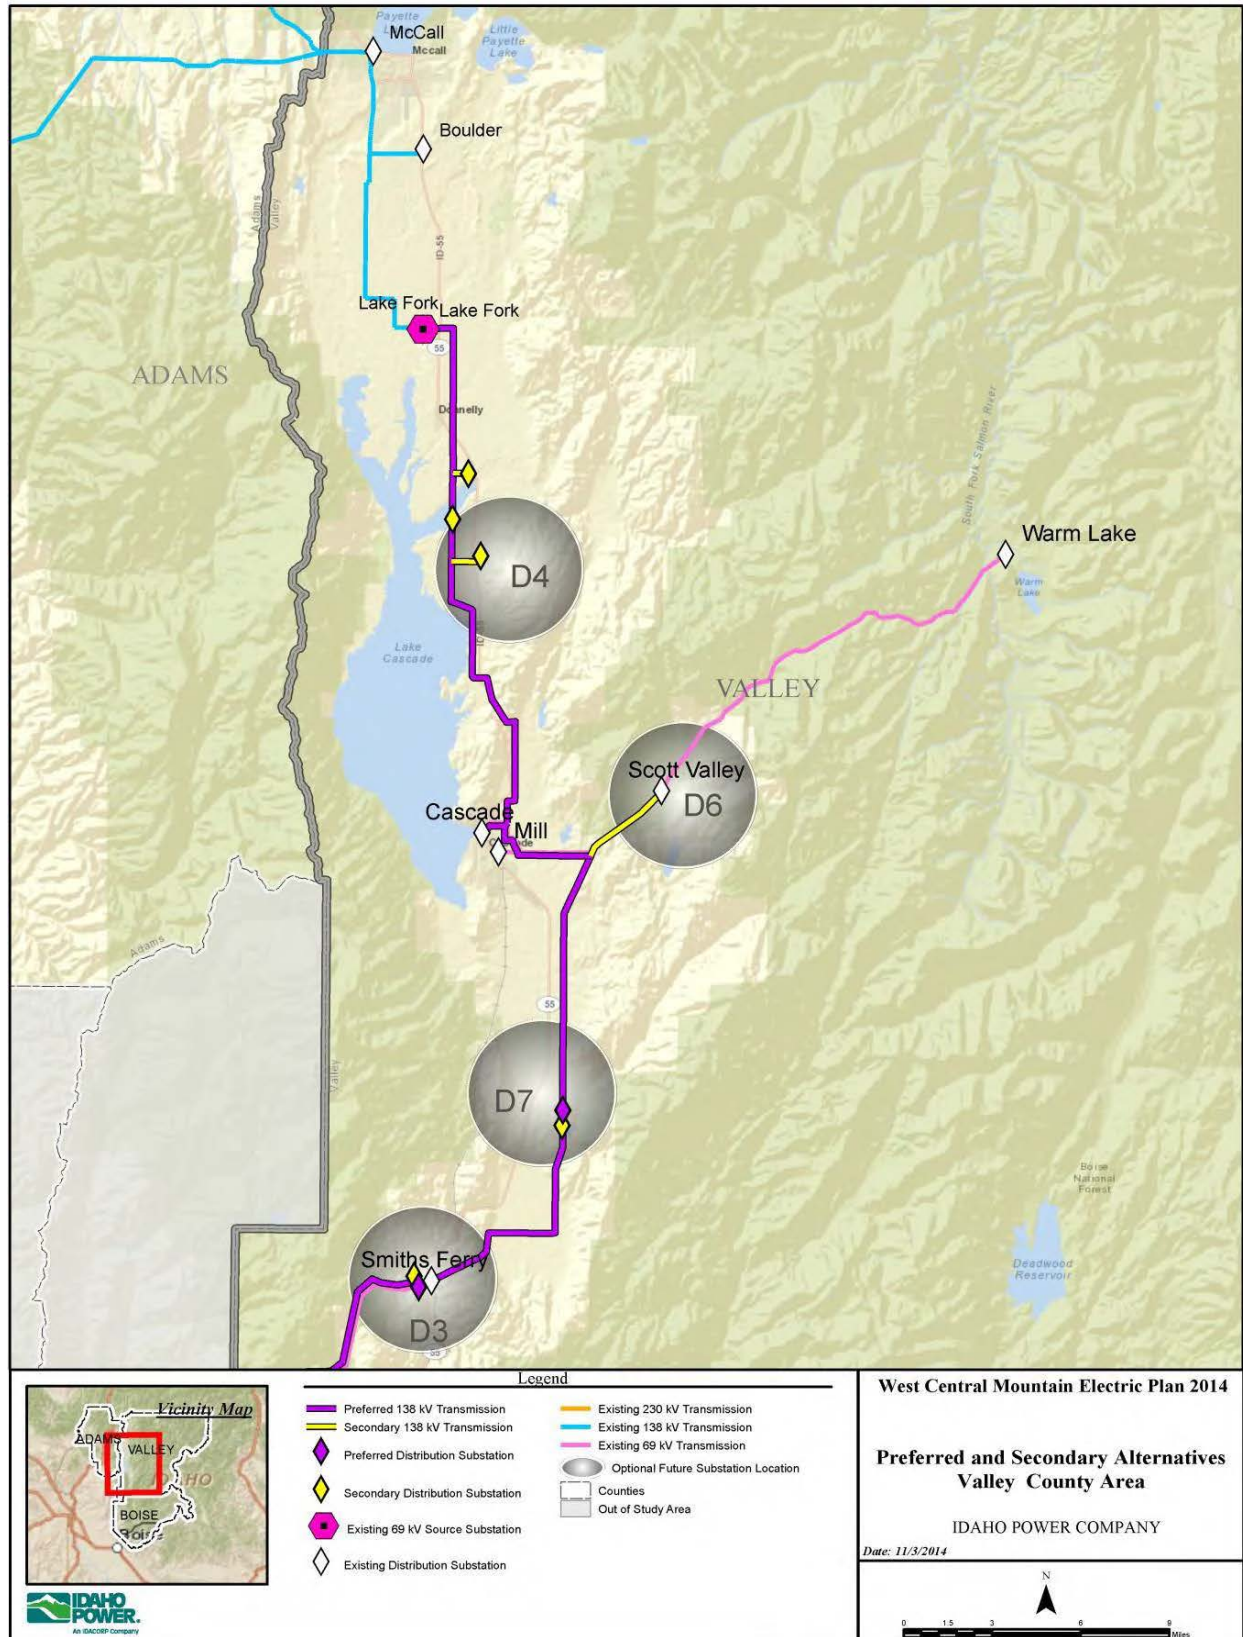 Payette
McCall
Mccall
Little
Payette
Lake
Boulder
Adams
Valley
ID-55
Lake Fork
Lake Fork
55
ADAMS
Donnelly
South Fork Salmon River
D4
Warm Lake
Warm
Lake
Lake
Cascade
VALLEY
Scott Valley
D6
Cascade
Mill
Adams
55
Valley
D7
Boise
National
Forest
Smiths Ferry
Deadwood
Reservoir
D3
55
Vicinity Map
ADAMS
VALLEY
IDAHO
BOISE
Boise
IDAHO
POWER®
An IDACORP Company
Legend
Preferred 138 kV Transmission
Secondary 138 kV Transmission
Preferred Distribution Substation
Secondary Distribution Substation
Existing 69 kV Source Substation
Existing Distribution Substation
Existing 230 kV Transmission
Existing 138 kV Transmission
Existing 69 kV Transmission
Optional Future Substation Location
Counties
Out of Study Area
West Central Mountain Electric Plan 2014
Preferred and Secondary Alternatives
Valley County Area
IDAHO POWER COMPANY
Date: 11/3/2014
N
0 1.5 3 6 9
Miles